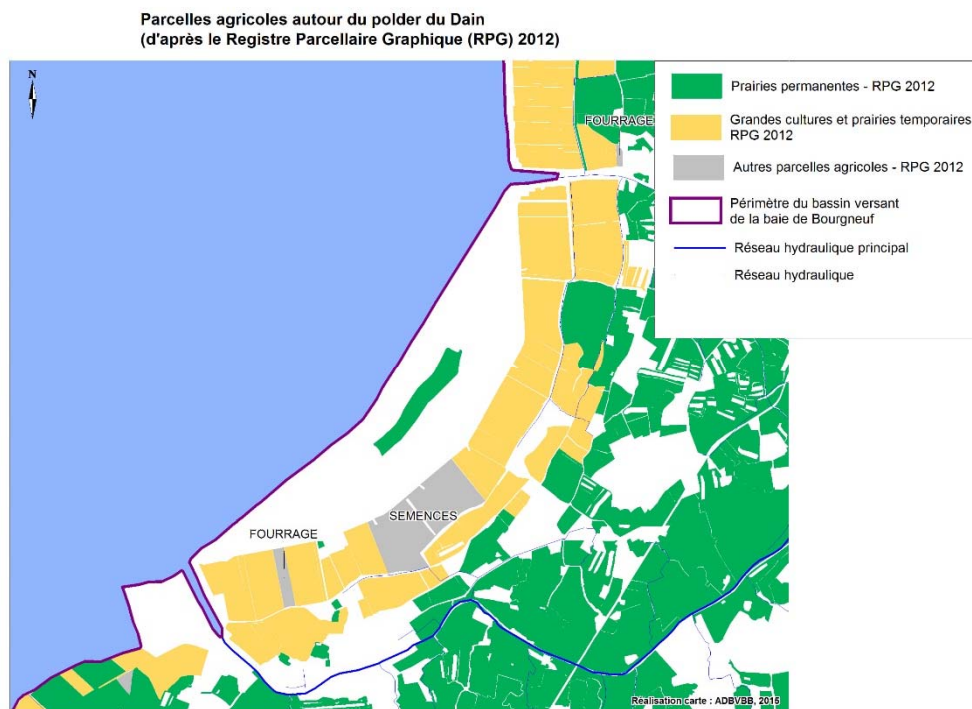 Parcelles agricoles autour du polder du Dain
(d'après le Registre Parcellaire Graphique (RPG) 2012)
N
Prairies permanentes - RPG 2012
Grandes cultures et prairies temporaires
RPG 2012
Autres parcelles agricoles - RPG 2012
Périmètre du bassin versant
de la baie de Bourgneuf
Réseau hydraulique principal
Réseau hydraulique
FOURRAGE
SEMENCES
FOURRAGE
Réalisation carte : ADBVBB, 2015